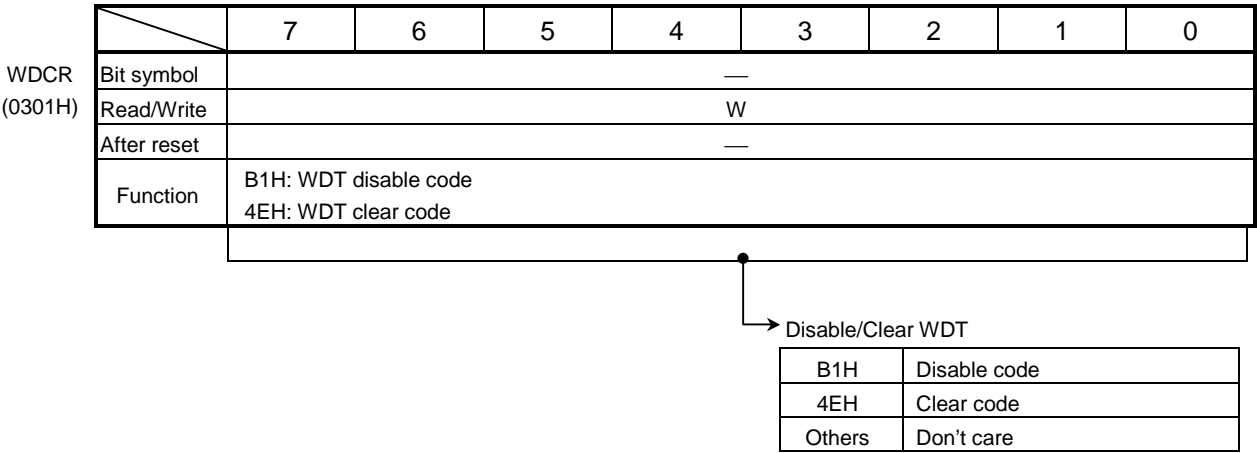 7 6 5 4 3 2 1 0
WDCR
(0301H)
Bit symbol —
Read/Write W
After reset —
Function
B1H: WDT disable code
4EH: WDT clear code
Disable/Clear WDT
B1H Disable code
4EH Clear code
Others Don't care